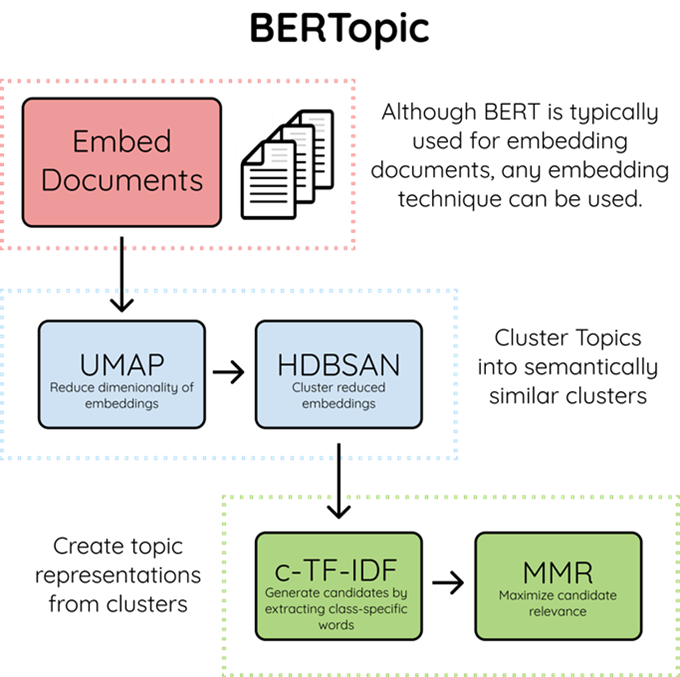 BERTopic
Embed
Documents
Although BERT is typically
used for embedding
documents, any embedding
technique can be used.
UMAP
Reduce dimenionality of
embeddings
HDBSAN
Cluster reduced
embeddings
Cluster Topics
into semantically
similar clusters
Create topic
representations
from clusters
c-TF-IDF
Generate candidates by
extracting class-specific
words
MMR
Maximize candidate
relevance